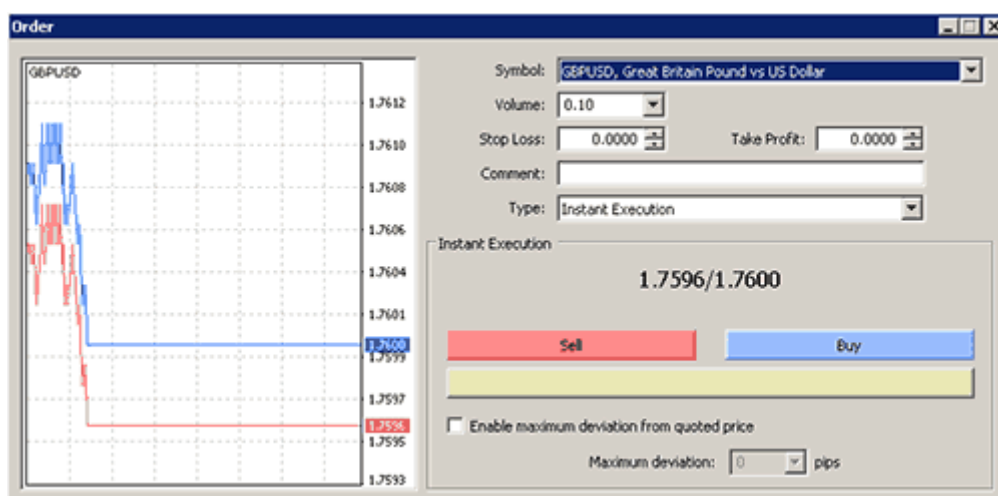 Order
GBPUSD
1.7612
1.7610
1.7608
1.7606
1.7604
1.7601
1.7600
1.7599
1.7597
1.7596
1.7595
1.7593
Symbol: GBPUSD, Great Britain Pound vs US Dollar
Volume: 0.10
Stop Loss: 0.0000 Take Profit: 0.0000
Comment:
Type: Instant Execution
Instant Execution
1.7596/1.7600
Sell Buy
Enable maximum deviation from quoted price
Maximum deviation: 0 pips